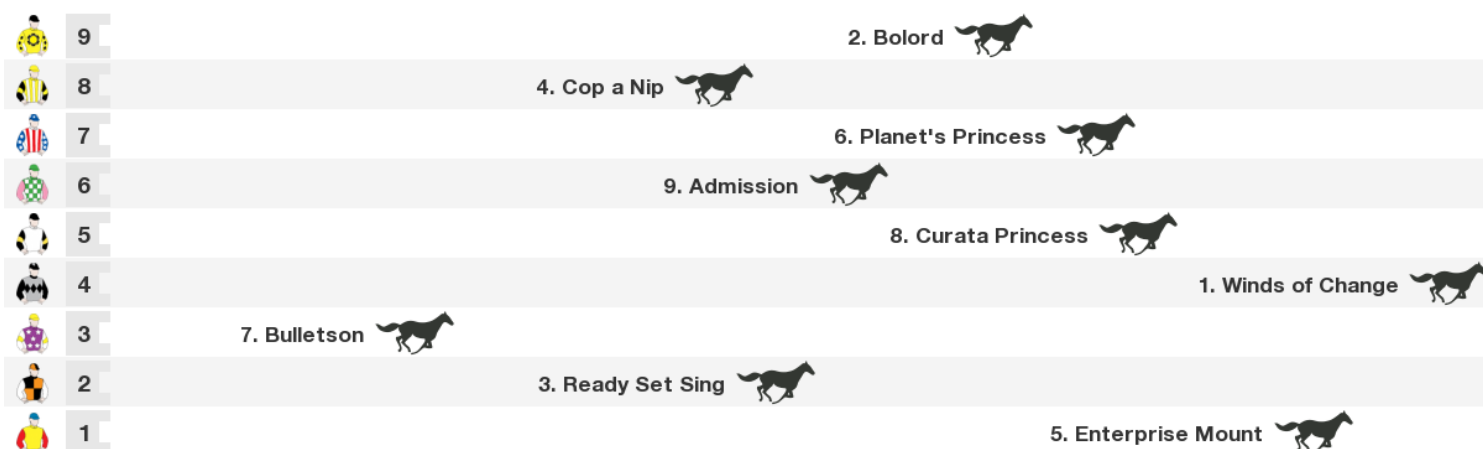 9 2. Bolord
8 4. Cop a Nip
7 6. Planet's Princess
6 9. Admission
5 8. Curata Princess
4 1. Winds of Change
3 7. Bulletson
2 3. Ready Set Sing
1 5. Enterprise Mount